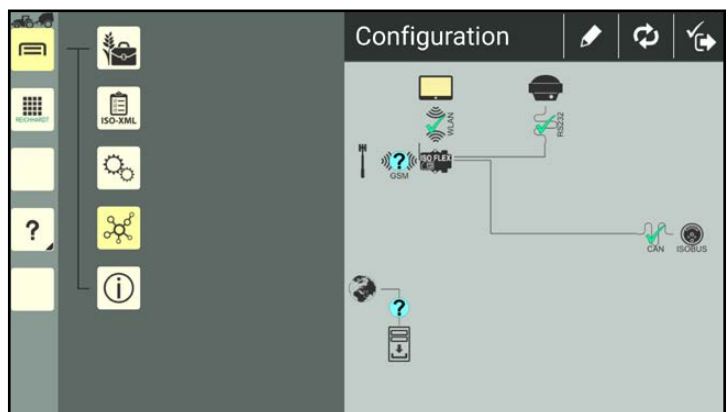 Configuration
REICHHARDT
ISO-XML
?
WLAN
RS232
?
GSM
ISO FLEX
CAN
ISOBUS
?